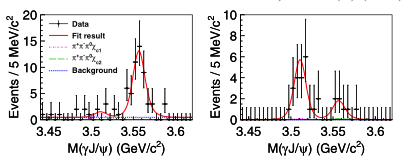 Events / 5 MeV/c²
15
10
5
0
Data
Fit result
π⁺π⁻π⁰χc1
π⁺π⁻π⁰χc2
Background
3.45 3.5 3.55 3.6
M(γJ/ψ) (GeV/c²)
Events / 5 MeV/c²
10
8
6
4
2
0
3.45 3.5 3.55 3.6
M(γJ/ψ) (GeV/c²)